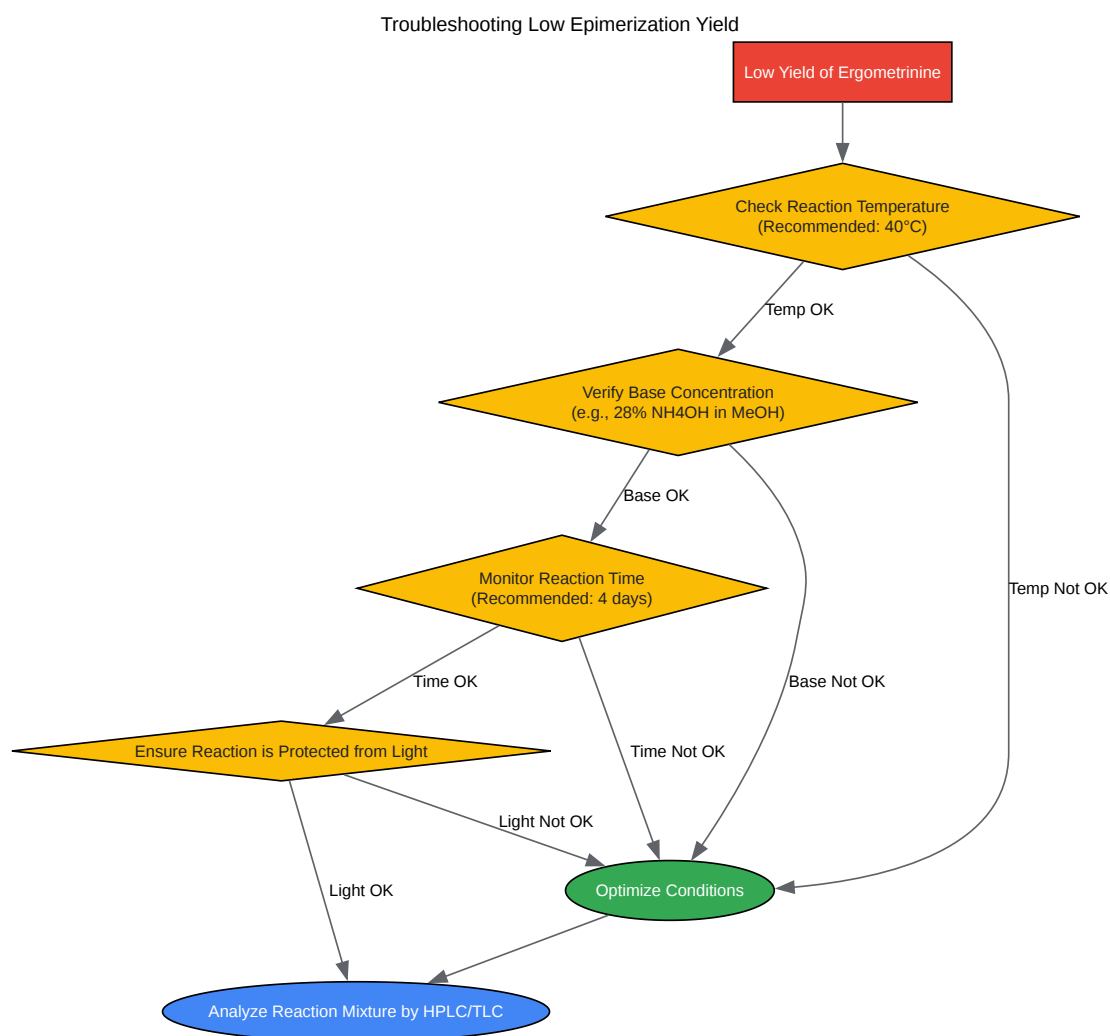 Troubleshooting Low Epimerization Yield
Low Yield of Ergometrinine
Check Reaction Temperature
(Recommended: 40°C)
Temp OK
Verify Base Concentration
(e.g., 28% NH4OH in MeOH)
Base OK
Monitor Reaction Time
(Recommended: 4 days)
Temp Not OK
Time OK
Base Not OK
Ensure Reaction is Protected from Light
Time Not OK
Light Not OK
Light OK
Optimize Conditions
Analyze Reaction Mixture by HPLC/TLC